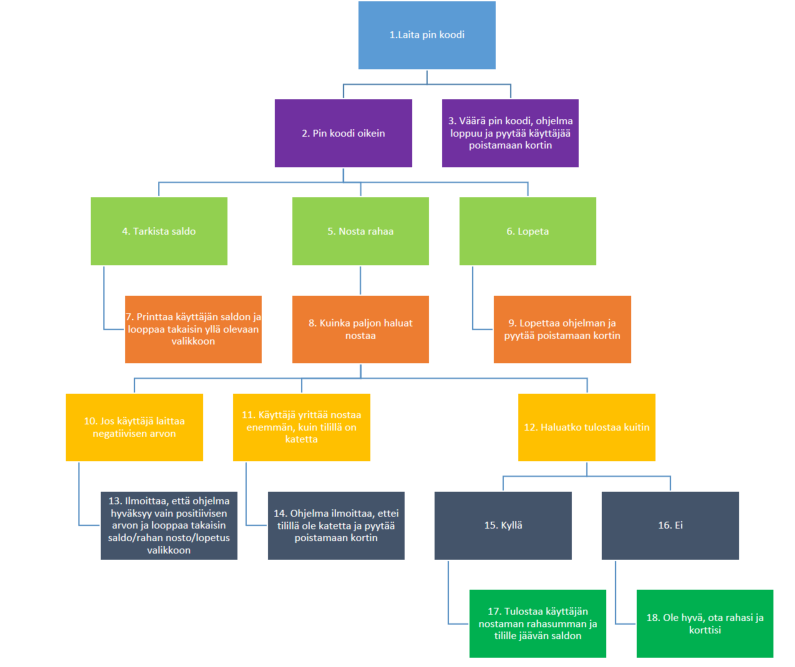 1.Laita pin koodi
2. Pin koodi oikein
3. Väärä pin koodi, ohjelma
loppuu ja pyytää käyttäjää
poistamaan kortin
4. Tarkista saldo
5. Nosta rahaa
6. Lopeta
7. Printtaa käyttäjän saldon ja
looppaa takaisin yllä olevaan
valikkoon
8. Kuinka paljon haluat
nostaa
9. Lopettaa ohjelman ja
pyytää poistamaan kortin
10. Jos käyttäjä laittaa
negatiivisen arvon
11. Käyttäjä yrittää nostaa
enemmän, kuin tilillä on
katetta
12. Haluatko tulostaa kuitin
13. Ilmoittaa, että ohjelma
hyväksyy vain positiivisen
arvon ja looppaa takaisin
saldo/rahan nosto/lopetus
valikkoon
14. Ohjelma ilmoittaa, ettei
tilillä ole katetta ja pyytää
poistamaan kortin
15. Kyllä
16. Ei
17. Tulostaa käyttäjän
nostaman rahasumman ja
tilille jäävän saldon
18. Ole hyvä, ota rahasi ja
korttisi